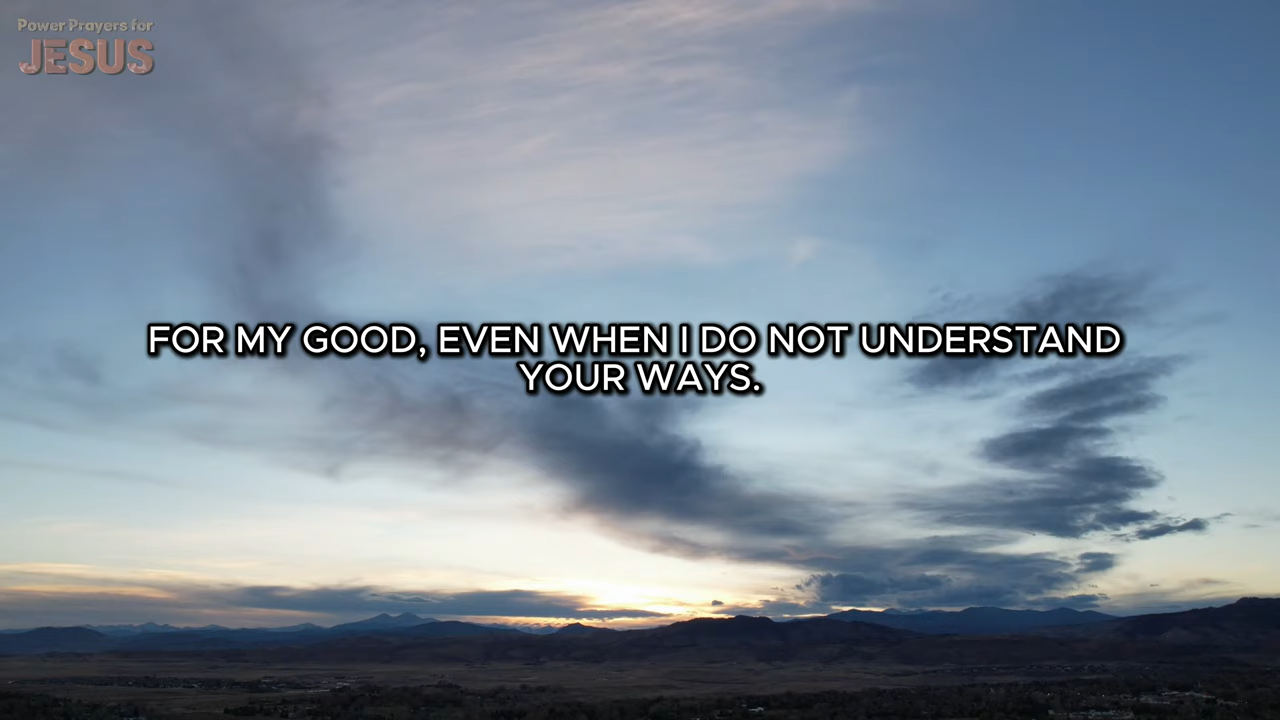 Power Prayers for
JESUS
FOR MY GOOD, EVEN WHEN I DO NOT UNDERSTAND
YOUR WAYS.